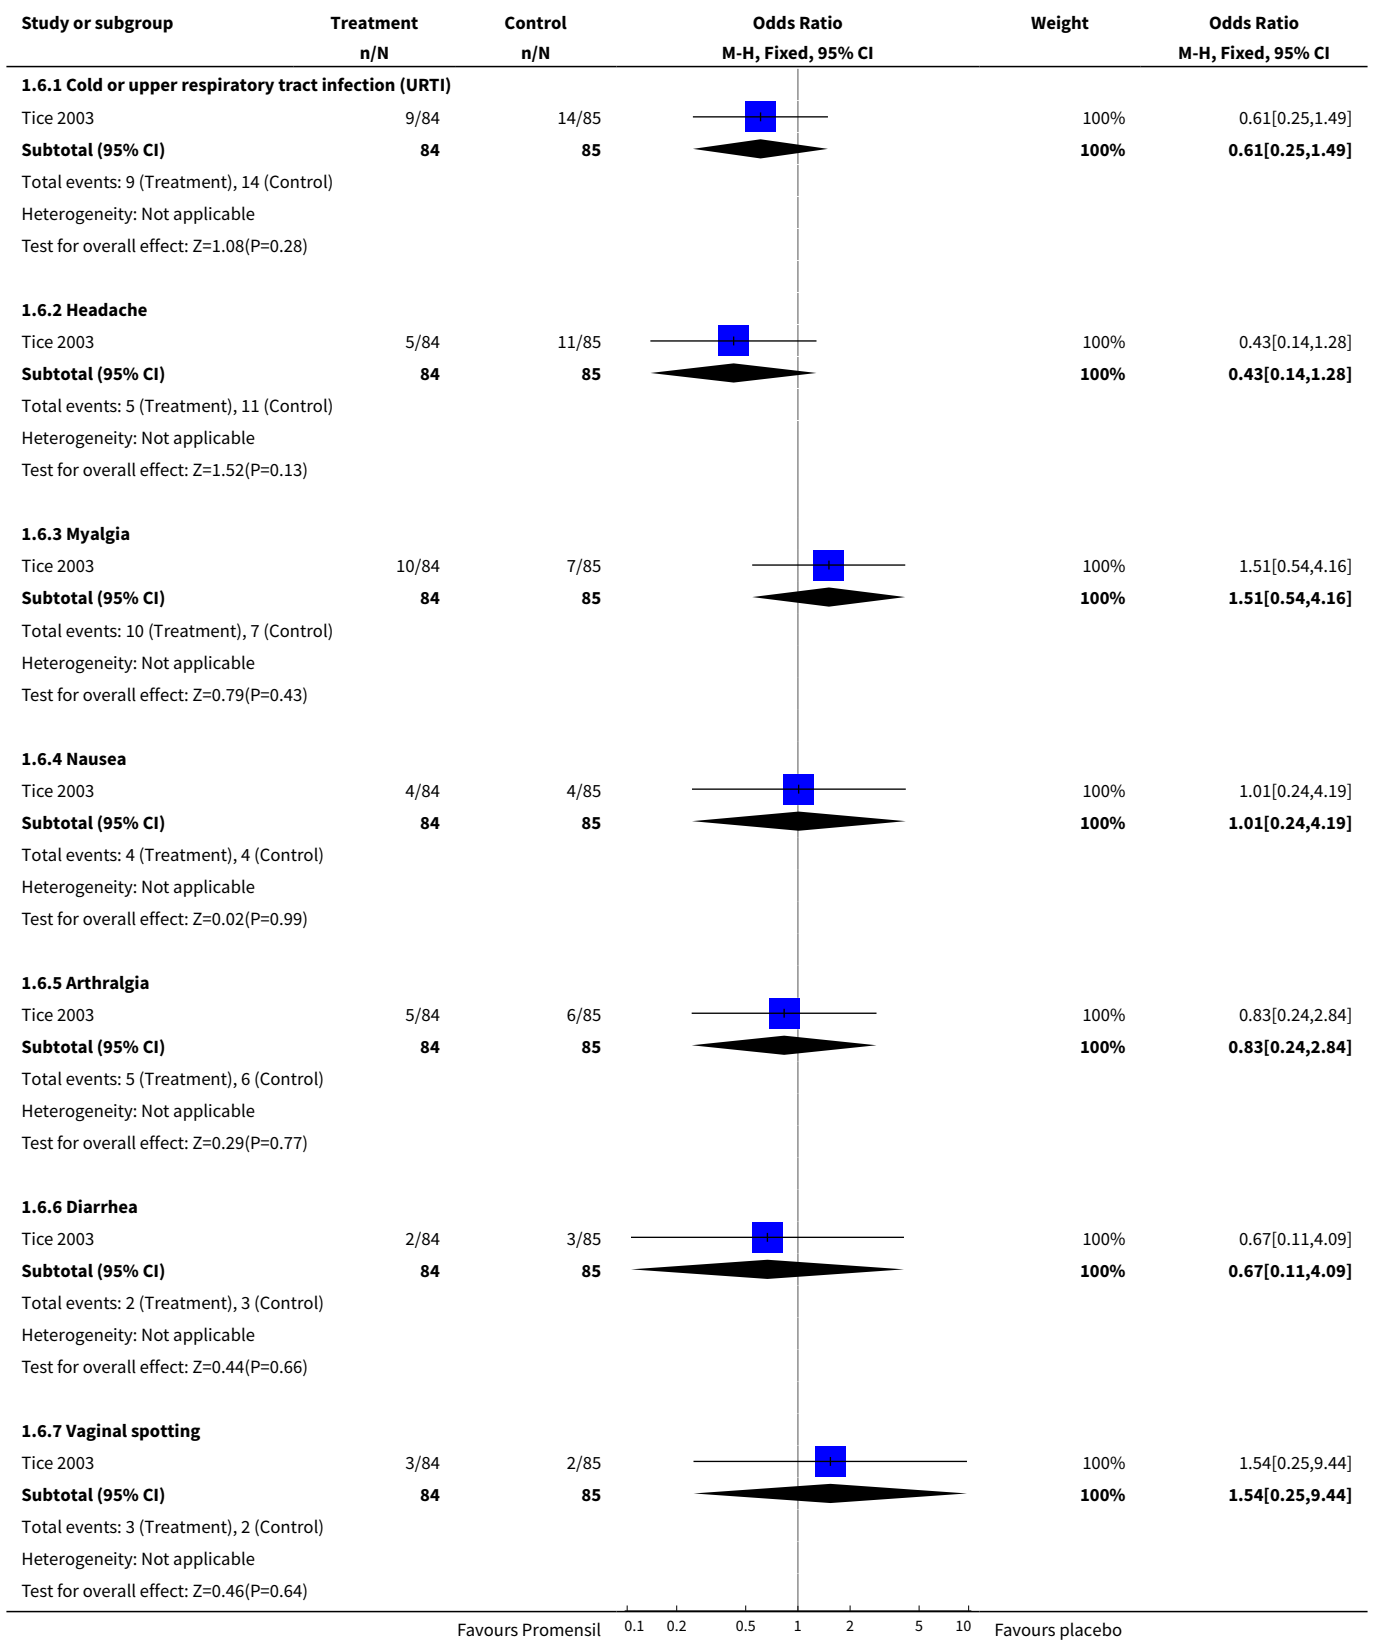 Study or subgroup Treatment Control Odds Ratio Weight Odds Ratio
n/N n/N M-H, Fixed, 95% CI M-H, Fixed, 95% CI
1.6.1 Cold or upper respiratory tract infection (URTI)
Tice 2003 9/84 14/85 100% 0.61[0.25,1.49]
Subtotal (95% CI) 84 85 100% 0.61[0.25,1.49]
Total events: 9 (Treatment), 14 (Control)
Heterogeneity: Not applicable
Test for overall effect: Z=1.08(P=0.28)
1.6.2 Headache
Tice 2003 5/84 11/85 100% 0.43[0.14,1.28]
Subtotal (95% CI) 84 85 100% 0.43[0.14,1.28]
Total events: 5 (Treatment), 11 (Control)
Heterogeneity: Not applicable
Test for overall effect: Z=1.52(P=0.13)
1.6.3 Myalgia
Tice 2003 10/84 7/85 100% 1.51[0.54,4.16]
Subtotal (95% CI) 84 85 100% 1.51[0.54,4.16]
Total events: 10 (Treatment), 7 (Control)
Heterogeneity: Not applicable
Test for overall effect: Z=0.79(P=0.43)
1.6.4 Nausea
Tice 2003 4/84 4/85 100% 1.01[0.24,4.19]
Subtotal (95% CI) 84 85 100% 1.01[0.24,4.19]
Total events: 4 (Treatment), 4 (Control)
Heterogeneity: Not applicable
Test for overall effect: Z=0.02(P=0.99)
1.6.5 Arthralgia
Tice 2003 5/84 6/85 100% 0.83[0.24,2.84]
Subtotal (95% CI) 84 85 100% 0.83[0.24,2.84]
Total events: 5 (Treatment), 6 (Control)
Heterogeneity: Not applicable
Test for overall effect: Z=0.29(P=0.77)
1.6.6 Diarrhea
Tice 2003 2/84 3/85 100% 0.67[0.11,4.09]
Subtotal (95% CI) 84 85 100% 0.67[0.11,4.09]
Total events: 2 (Treatment), 3 (Control)
Heterogeneity: Not applicable
Test for overall effect: Z=0.44(P=0.66)
1.6.7 Vaginal spotting
Tice 2003 3/84 2/85 100% 1.54[0.25,9.44]
Subtotal (95% CI) 84 85 100% 1.54[0.25,9.44]
Total events: 3 (Treatment), 2 (Control)
Heterogeneity: Not applicable
Test for overall effect: Z=0.46(P=0.64)
Favours Promensil 0.1 0.2 0.5 1 2 5 10 Favours placebo